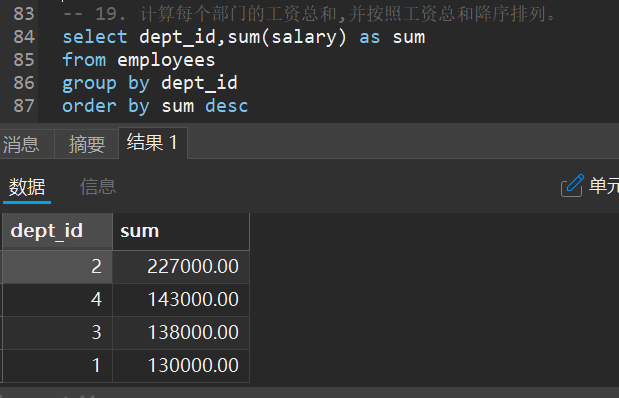 83 -- 19. 计算每个部门的工资总和,并按照工资总和降序排列。
84 select dept_id,sum(salary) as sum
85 from employees
86 group by dept_id
87 order by sum desc
消息 摘要 结果 1
数据 信息 单元
dept_id sum
2 227000.00
4 143000.00
3 138000.00
1 130000.00